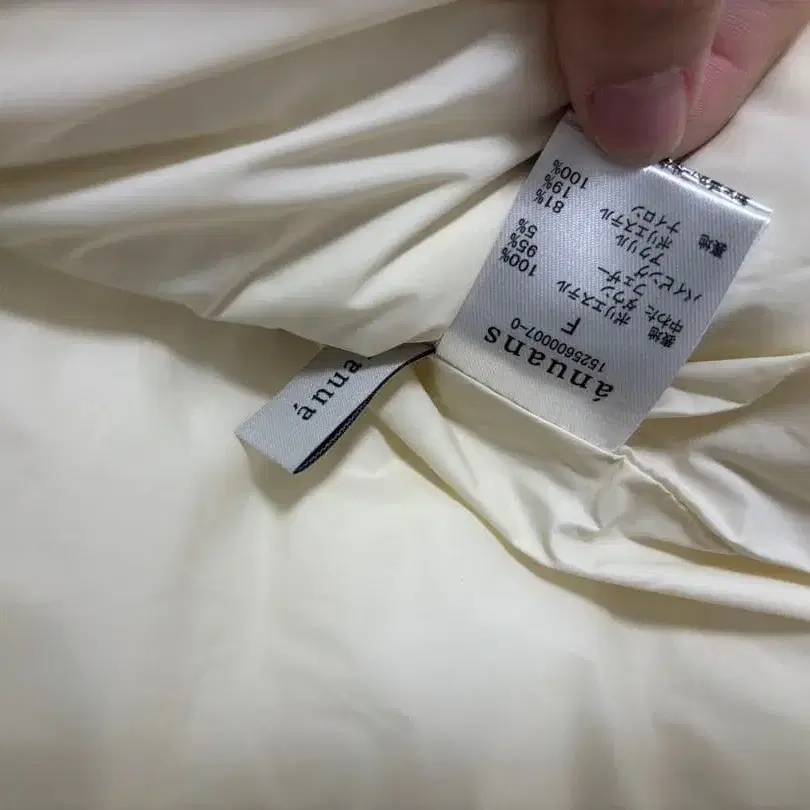 ánuans
1525600007-0
F
表地 ポリエステル 100%
中わた ダウン 95%
フェザー 5%
パイピング アクリル 81%
ポリエステル 19%
裏地 ナイロン 100%
ánua